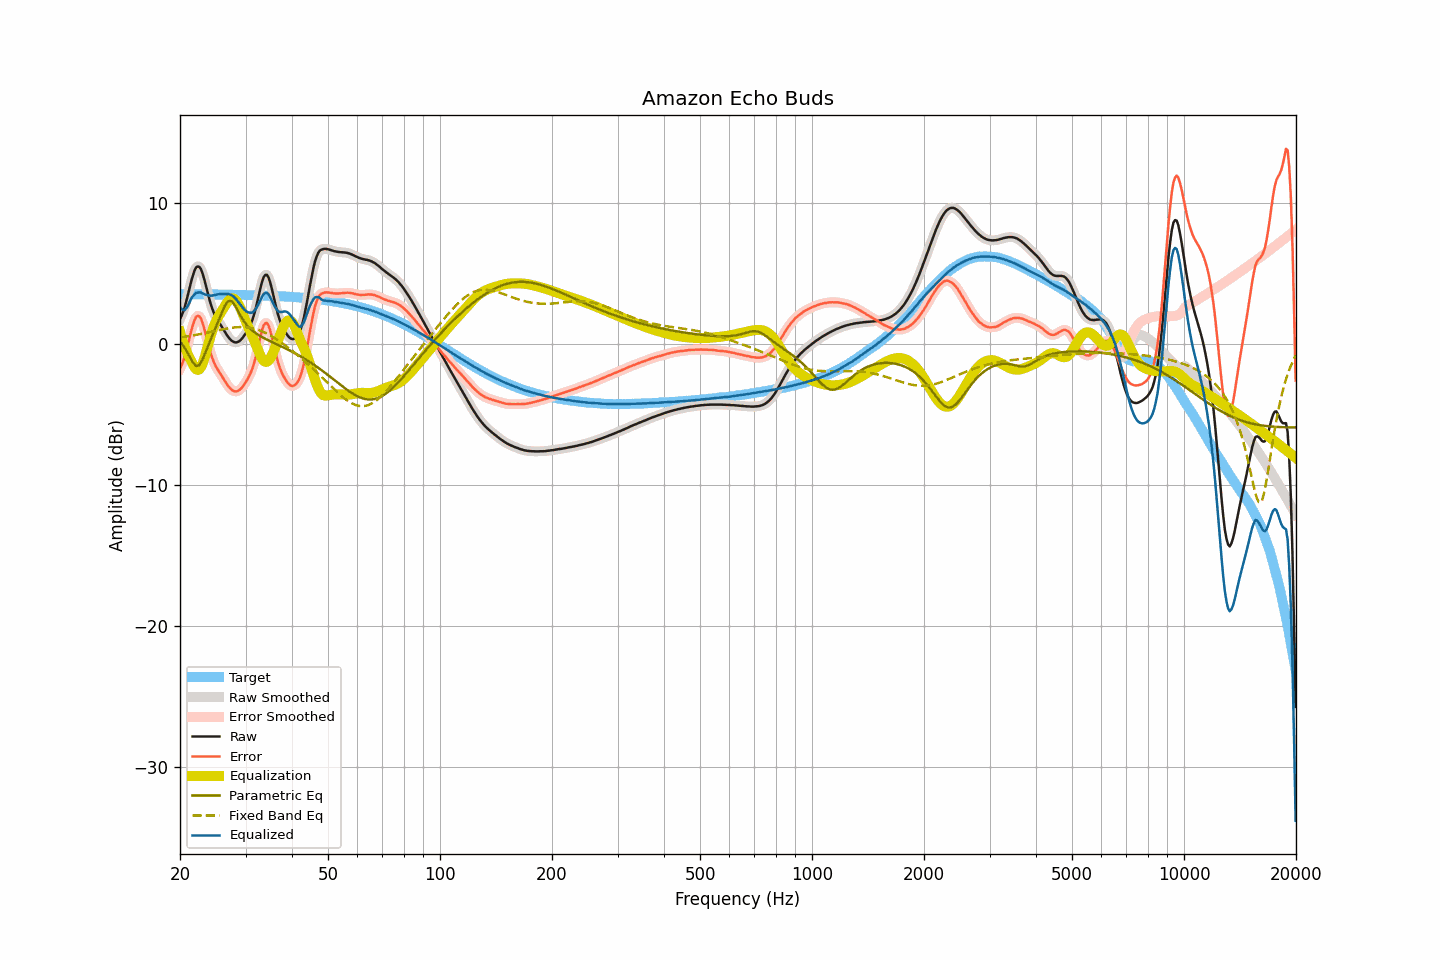 Amazon Echo Buds
10
0
−10
−20
−30
Amplitude (dBr)
Target
Raw Smoothed
Error Smoothed
Raw
Error
Equalization
Parametric Eq
Fixed Band Eq
Equalized
20 50 100 200 500 1000 2000 5000 10000 20000
Frequency (Hz)